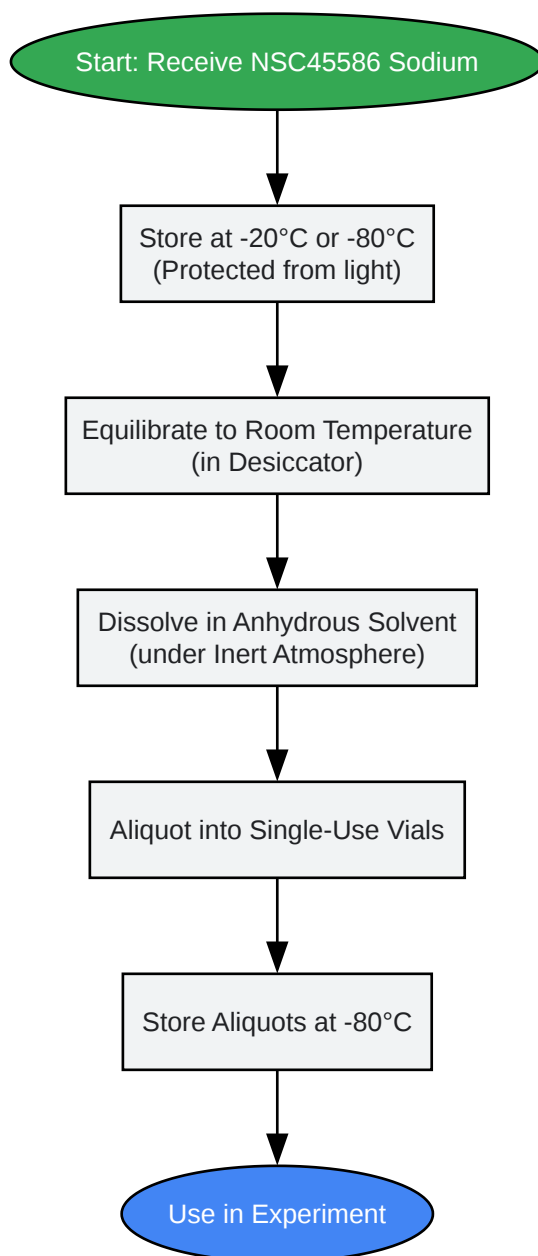 Start: Receive NSC45586 Sodium
Store at -20°C or -80°C
(Protected from light)
Equilibrate to Room Temperature
(in Desiccator)
Dissolve in Anhydrous Solvent
(under Inert Atmosphere)
Aliquot into Single-Use Vials
Store Aliquots at -80°C
Use in Experiment